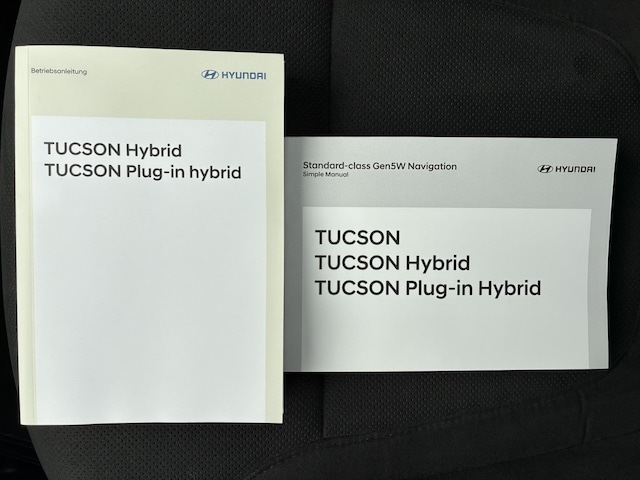 Betriebsanleitung
HYUNDAI
TUCSON Hybrid
TUCSON Plug-in hybrid
Standard-class Gen5W Navigation
Simple Manual
HYUNDAI
TUCSON
TUCSON Hybrid
TUCSON Plug-in Hybrid